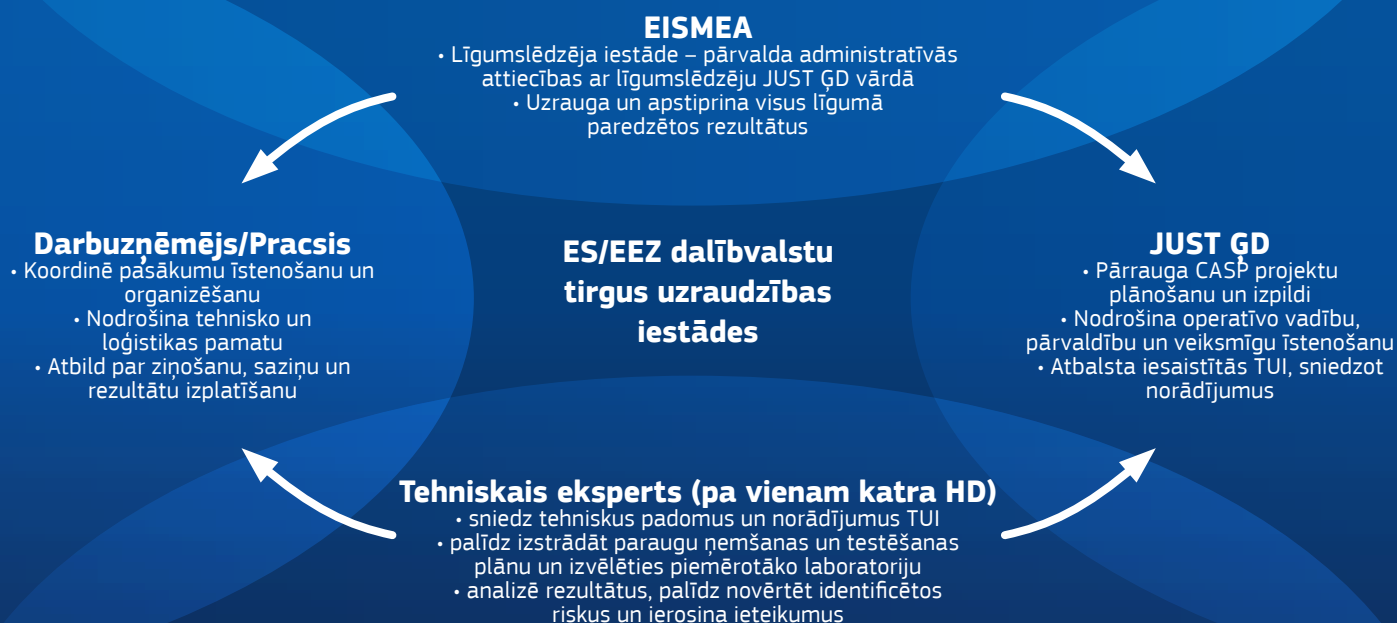 EISMEA
• Līgumslēdzēja iestāde – pārvalda administratīvās
attiecības ar līgumslēdzēju JUST ĢD vārdā
• Uzrauga un apstiprina visus līgumā
paredzētos rezultātus
Darbuzņēmējs/Pracsis
• Koordinē pasākumu īstenošanu un
organizēšanu
• Nodrošina tehnisko un
loģistikas pamatu
• Atbild par ziņošanu, saziņu un
rezultātu izplatīšanu
ES/EEZ dalībvalstu
tirgus uzraudzības
iestādes
JUST ĢD
• Pārrauga CASP projektu
plānošanu un izpildi
• Nodrošina operatīvo vadību,
pārvaldību un veiksmīgu īstenošanu
• Atbalsta iesaistītās TUI, sniedzot
norādījumus
Tehniskais eksperts (pa vienam katra HD)
• sniedz tehniskus padomus un norādījumus TUI
• palīdz izstrādāt paraugu ņemšanas un testēšanas
plānu un izvēlēties piemērotāko laboratoriju
• analizē rezultātus, palīdz novērtēt identificētos
riskus un ierosina ieteikumus